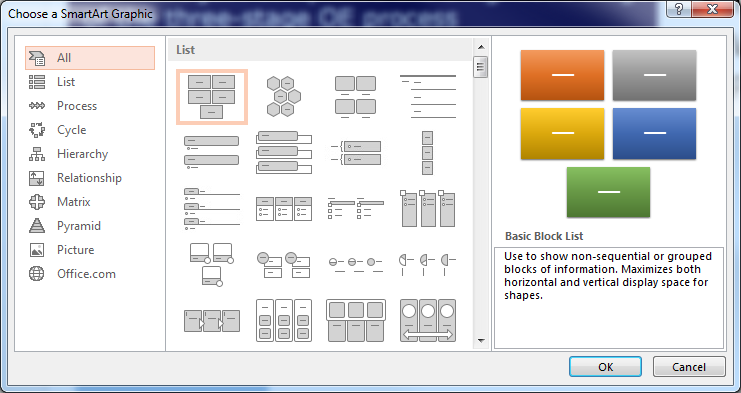 Choose a SmartArt Graphic
three-stage OE process
All
List
Process
Cycle
Hierarchy
Relationship
Matrix
Pyramid
Picture
Office.com
List
Basic Block List
Use to show non-sequential or grouped
blocks of information. Maximizes both
horizontal and vertical display space for
shapes.
OK
Cancel